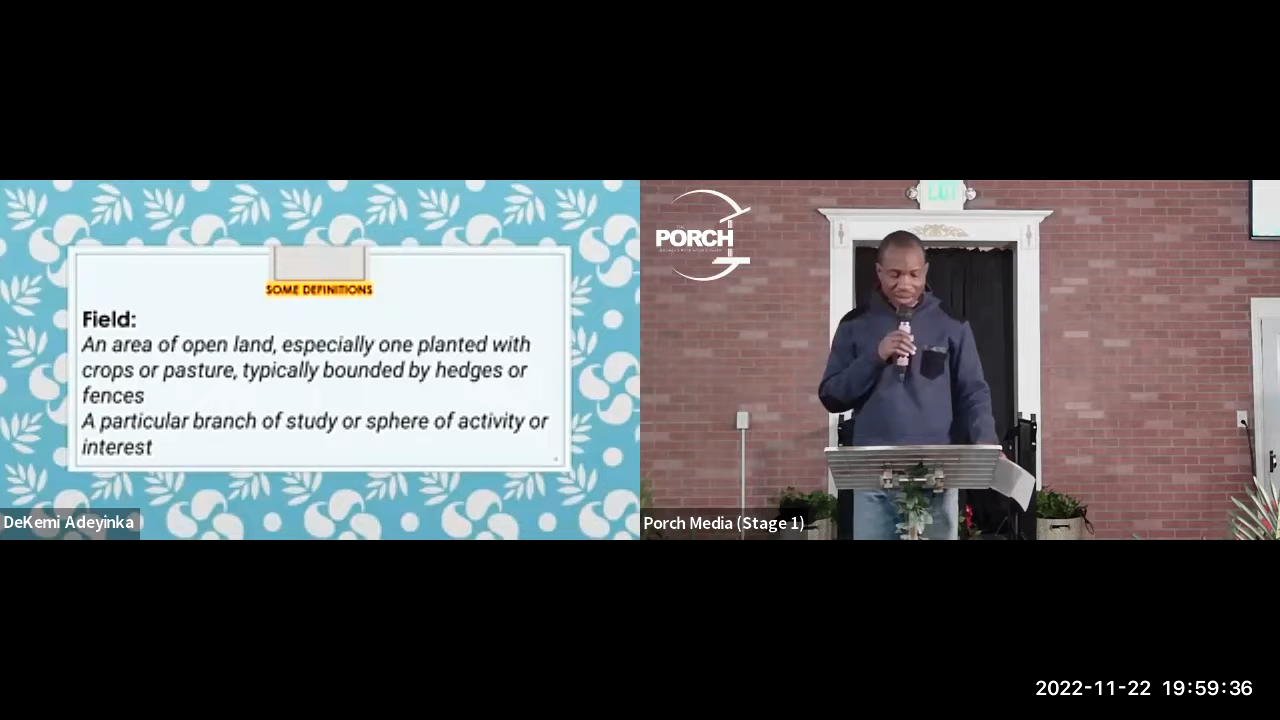 SOME DEFINITIONS
Field:
An area of open land, especially one planted with
crops or pasture, typically bounded by hedges or
fences
A particular branch of study or sphere of activity or
interest
DeKemi Adeyinka
THE
PORCH
EXIT
Porch Media (Stage 1)
2022-11-22 19:59:36